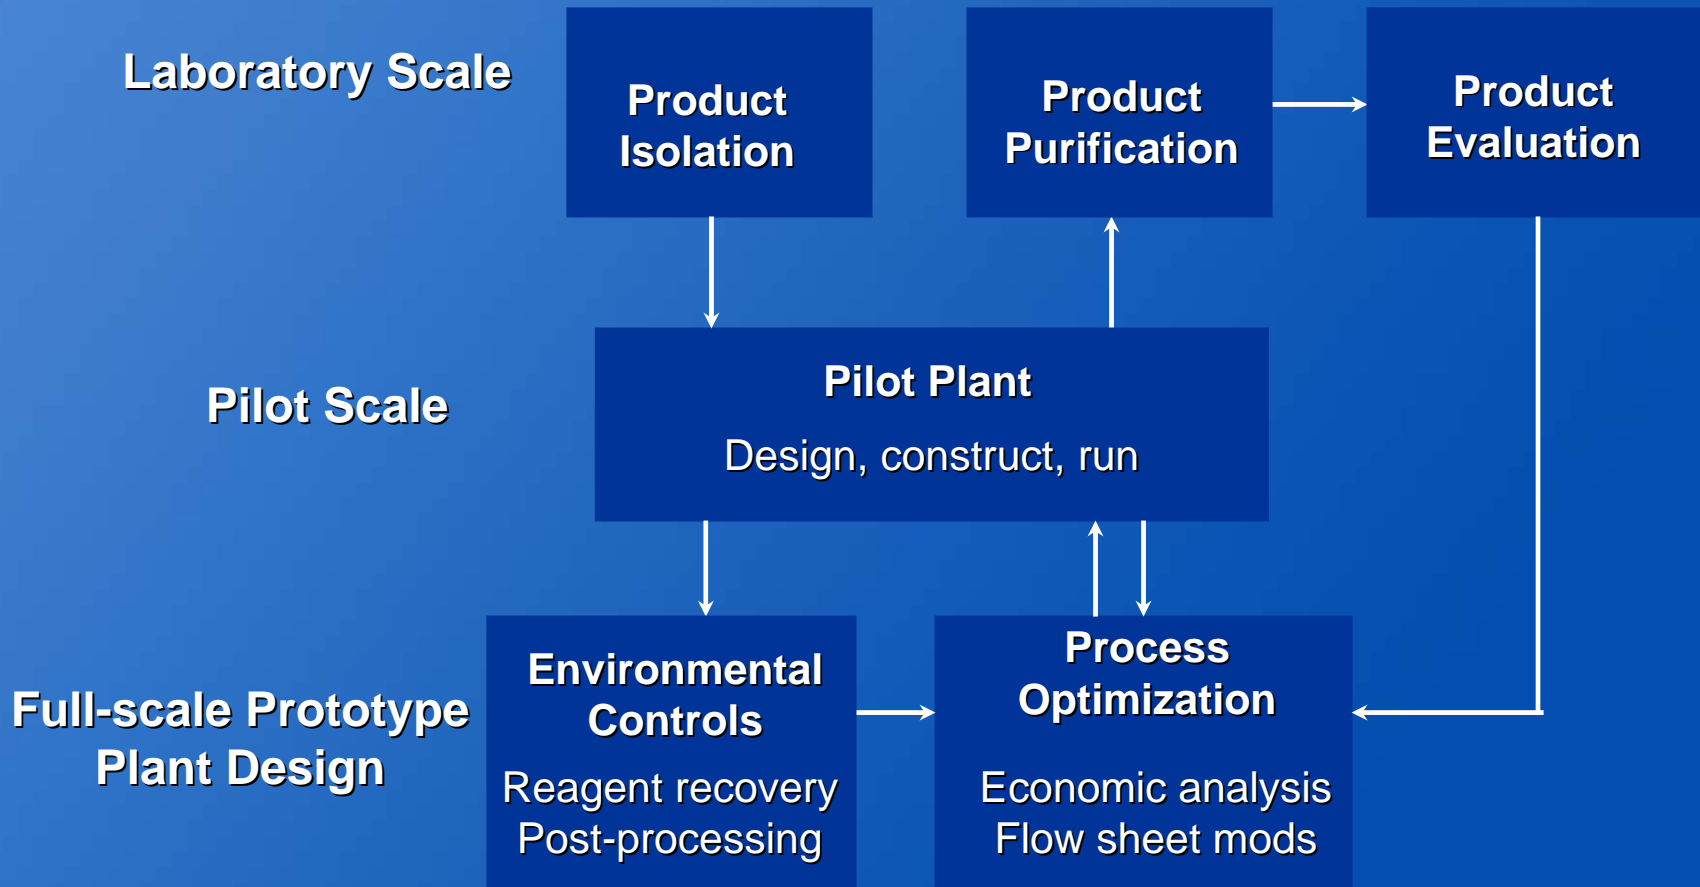 Laboratory Scale
Product
Isolation
Product
Purification
Product
Evaluation
Pilot Scale
Pilot Plant
Design, construct, run
Full-scale Prototype
Plant Design
Environmental
Controls
Reagent recovery
Post-processing
Process
Optimization
Economic analysis
Flow sheet mods